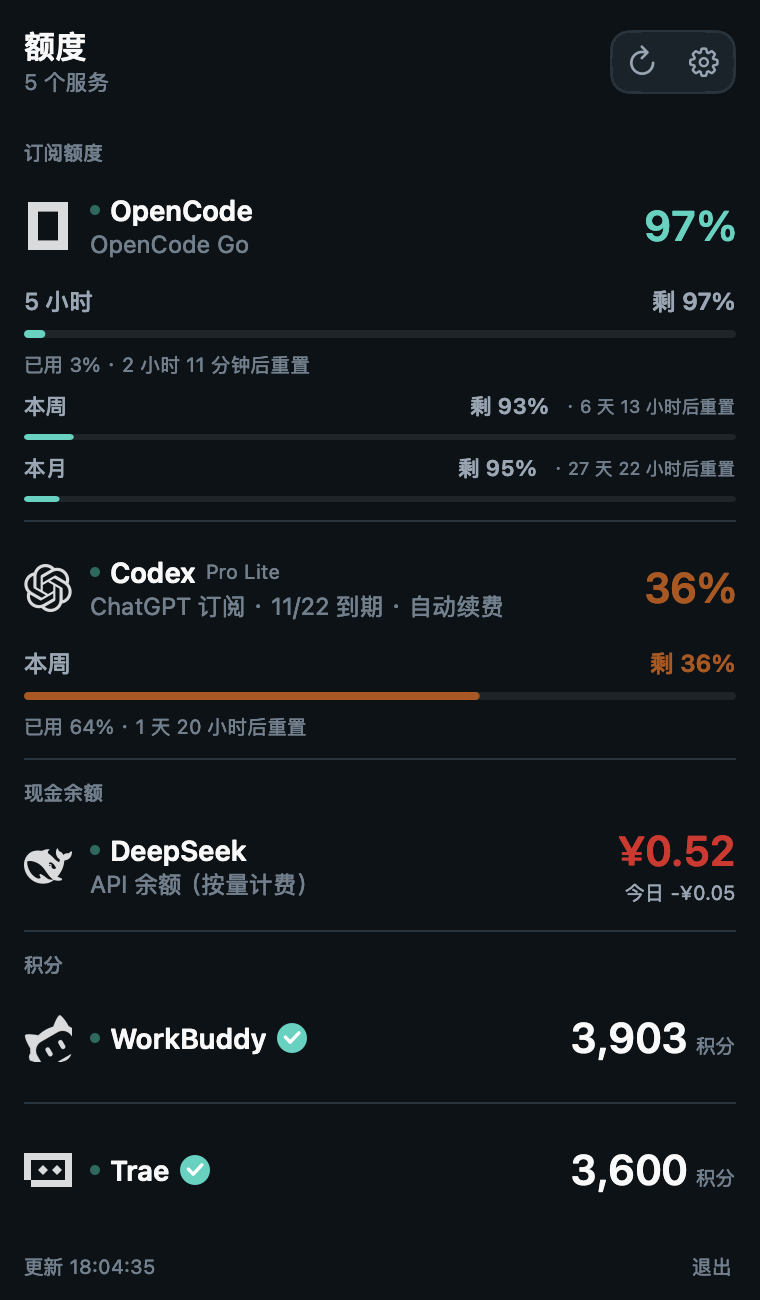 额度
5 个服务
订阅额度
OpenCode
97%
OpenCode Go
5 小时 剩 97%
已用 3% · 2 小时 11 分钟后重置
本周 剩 93% · 6 天 13 小时后重置
本月 剩 95% · 27 天 22 小时后重置
Codex Pro Lite
36%
ChatGPT 订阅 · 11/22 到期 · 自动续费
本周 剩 36%
已用 64% · 1 天 20 小时后重置
现金余额
DeepSeek ¥0.52
API 余额（按量计费） 今日 -¥0.05
积分
WorkBuddy 3,903 积分
Trae 3,600 积分
更新 18:04:35 退出